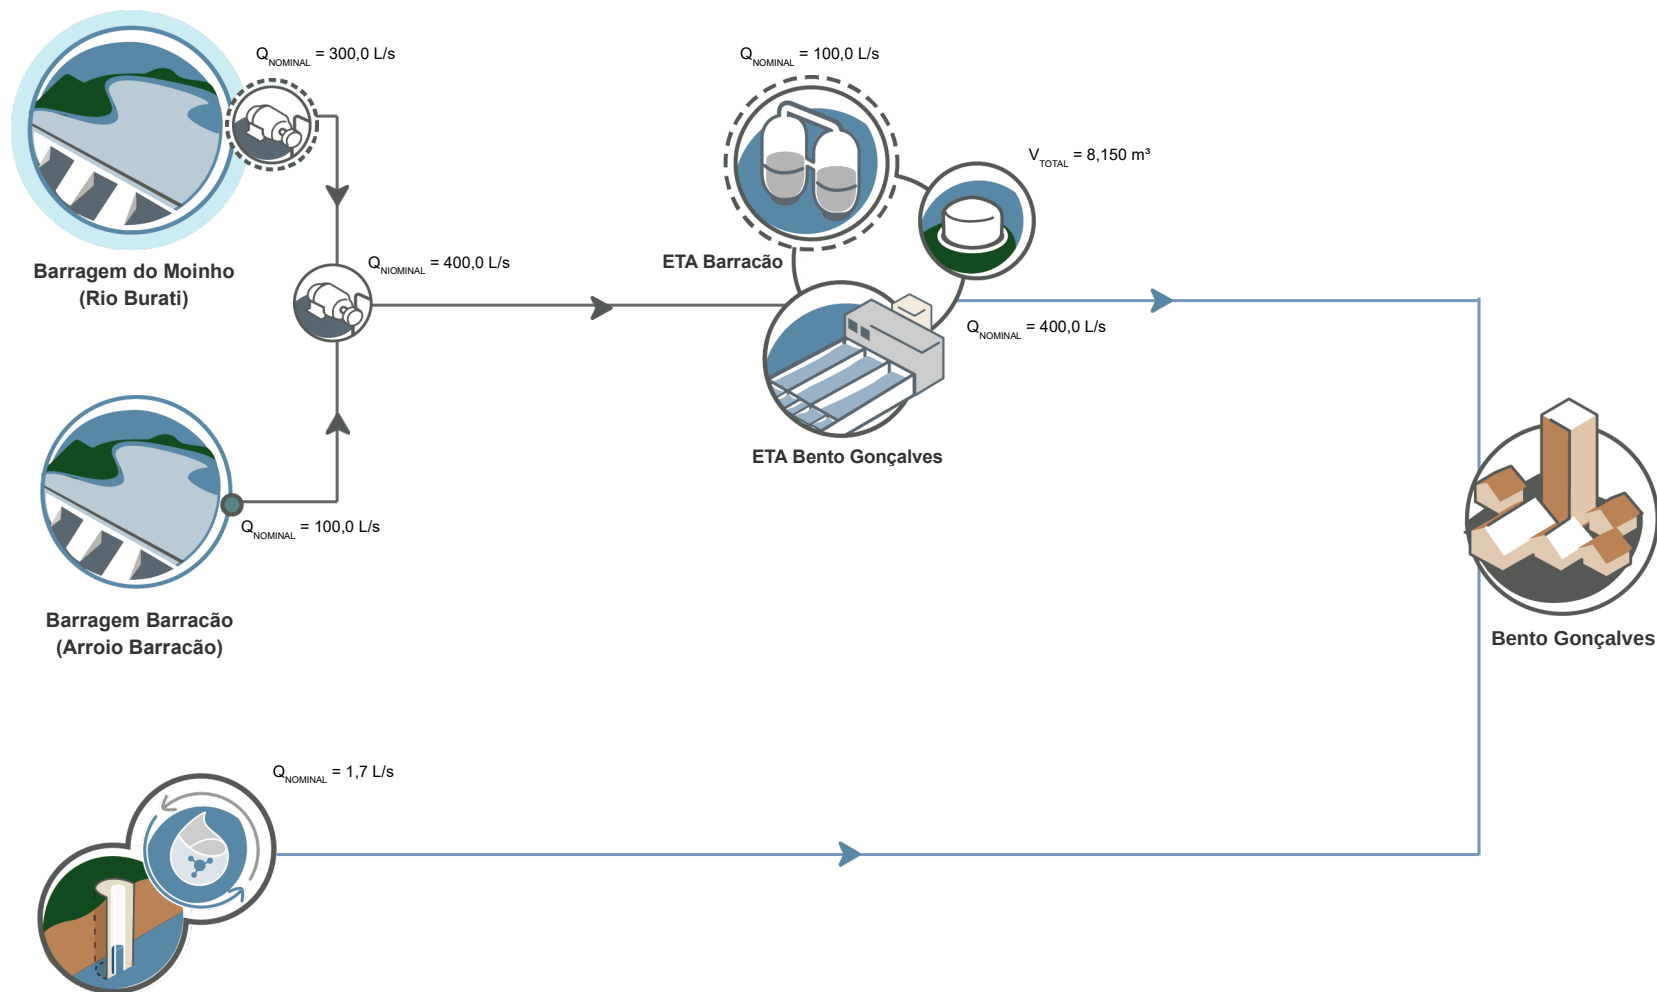 Q NOMINAL = 300,0 L/s
Q NOMINAL = 100,0 L/s
V TOTAL = 8,150 m³
Barragem do Moinho
(Rio Burati)
Q NIOMINAL = 400,0 L/s
ETA Barracão
Q NOMINAL = 400,0 L/s
ETA Bento Gonçalves
Q NOMINAL = 100,0 L/s
Barragem Barracão
(Arroio Barracão)
Bento Gonçalves
Q NOMINAL = 1,7 L/s